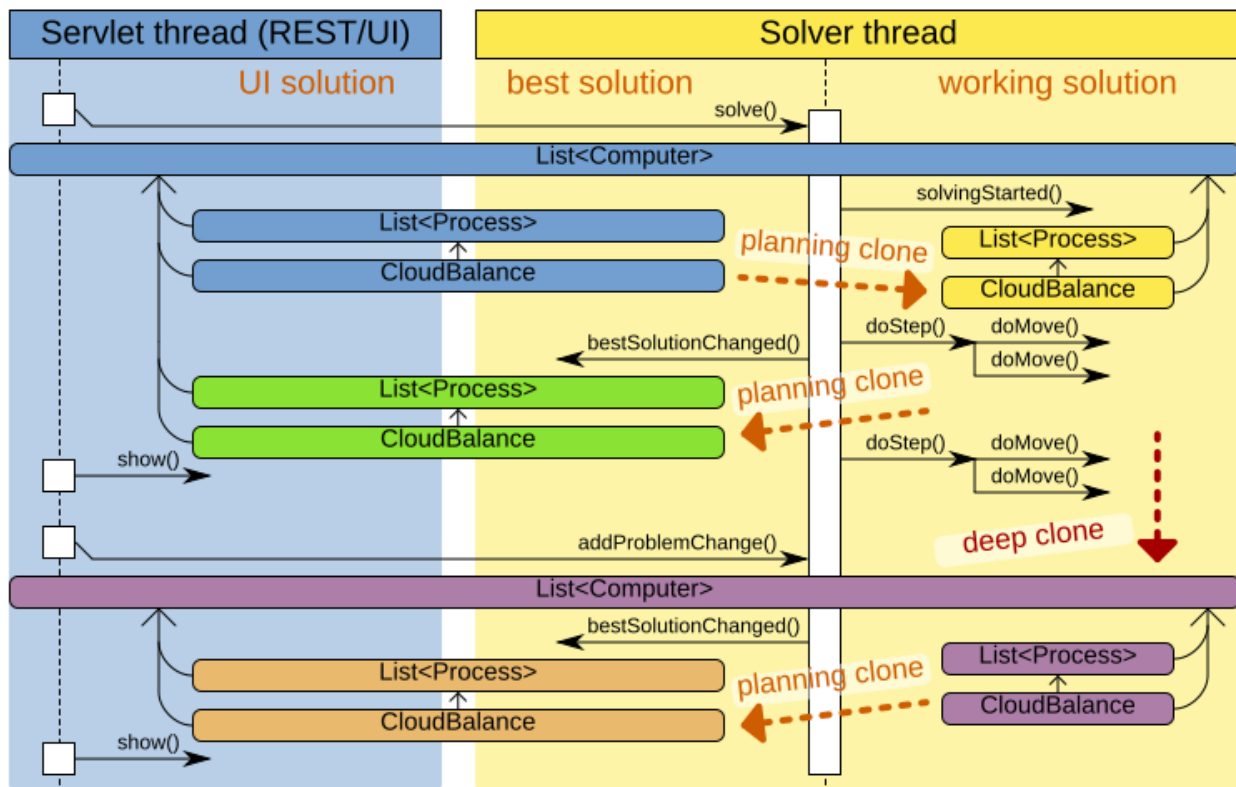 Servlet thread (REST/UI)
Solver thread
UI solution
best solution
working solution
solve()
List<Computer>
solvingStarted()
List<Process>
planning clone
List<Process>
CloudBalance
CloudBalance
bestSolutionChanged()
doStep()
doMove()
doMove()
List<Process>
planning clone
CloudBalance
show()
doStep()
doMove()
doMove()
addProblemChange()
deep clone
List<Computer>
bestSolutionChanged()
List<Process>
planning clone
List<Process>
CloudBalance
CloudBalance
show()